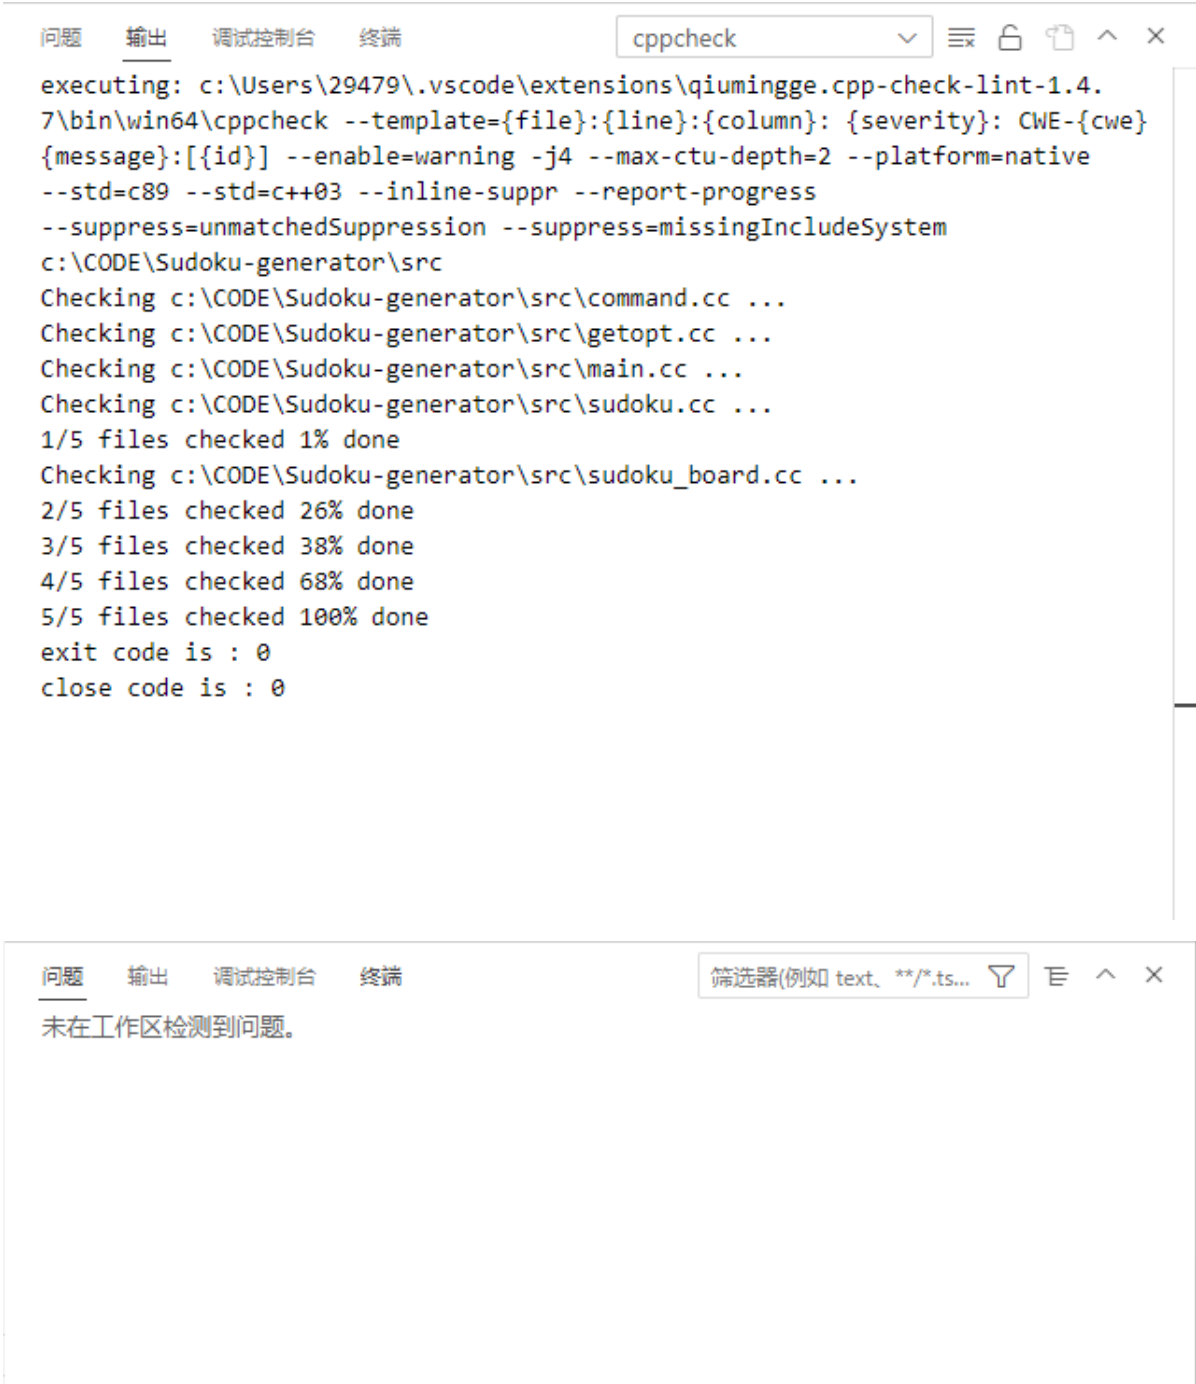 问题 输出 调试控制台 终端 cppcheck
executing: c:\Users\29479\.vscode\extensions\qiumingge.cpp-check-lint-1.4.
7\bin\win64\cppcheck --template={file}:{line}:{column}: {severity}: CWE-{cwe}
{message}:[{id}] --enable=warning -j4 --max-ctu-depth=2 --platform=native
--std=c89 --std=c++03 --inline-suppr --report-progress
--suppress=unmatchedSuppression --suppress=missingIncludeSystem
c:\CODE\Sudoku-generator\src
Checking c:\CODE\Sudoku-generator\src\command.cc ...
Checking c:\CODE\Sudoku-generator\src\getopt.cc ...
Checking c:\CODE\Sudoku-generator\src\main.cc ...
Checking c:\CODE\Sudoku-generator\src\sudoku.cc ...
1/5 files checked 1% done
Checking c:\CODE\Sudoku-generator\src\sudoku_board.cc ...
2/5 files checked 26% done
3/5 files checked 38% done
4/5 files checked 68% done
5/5 files checked 100% done
exit code is : 0
close code is : 0
问题 输出 调试控制台 终端 筛选器(例如 text、**/*.ts...
未在工作区检测到问题。